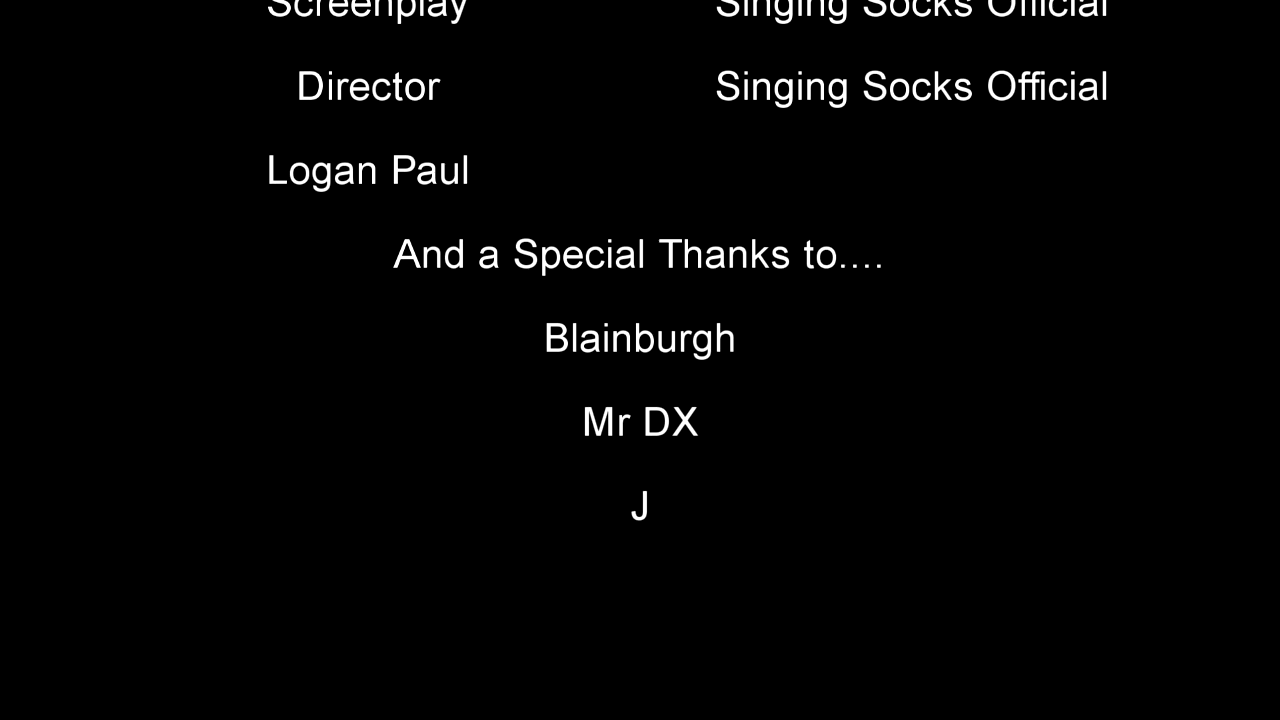 Screenplay Singing Socks Official
Director Singing Socks Official
Logan Paul
And a Special Thanks to....
Blainburgh
Mr DX
J